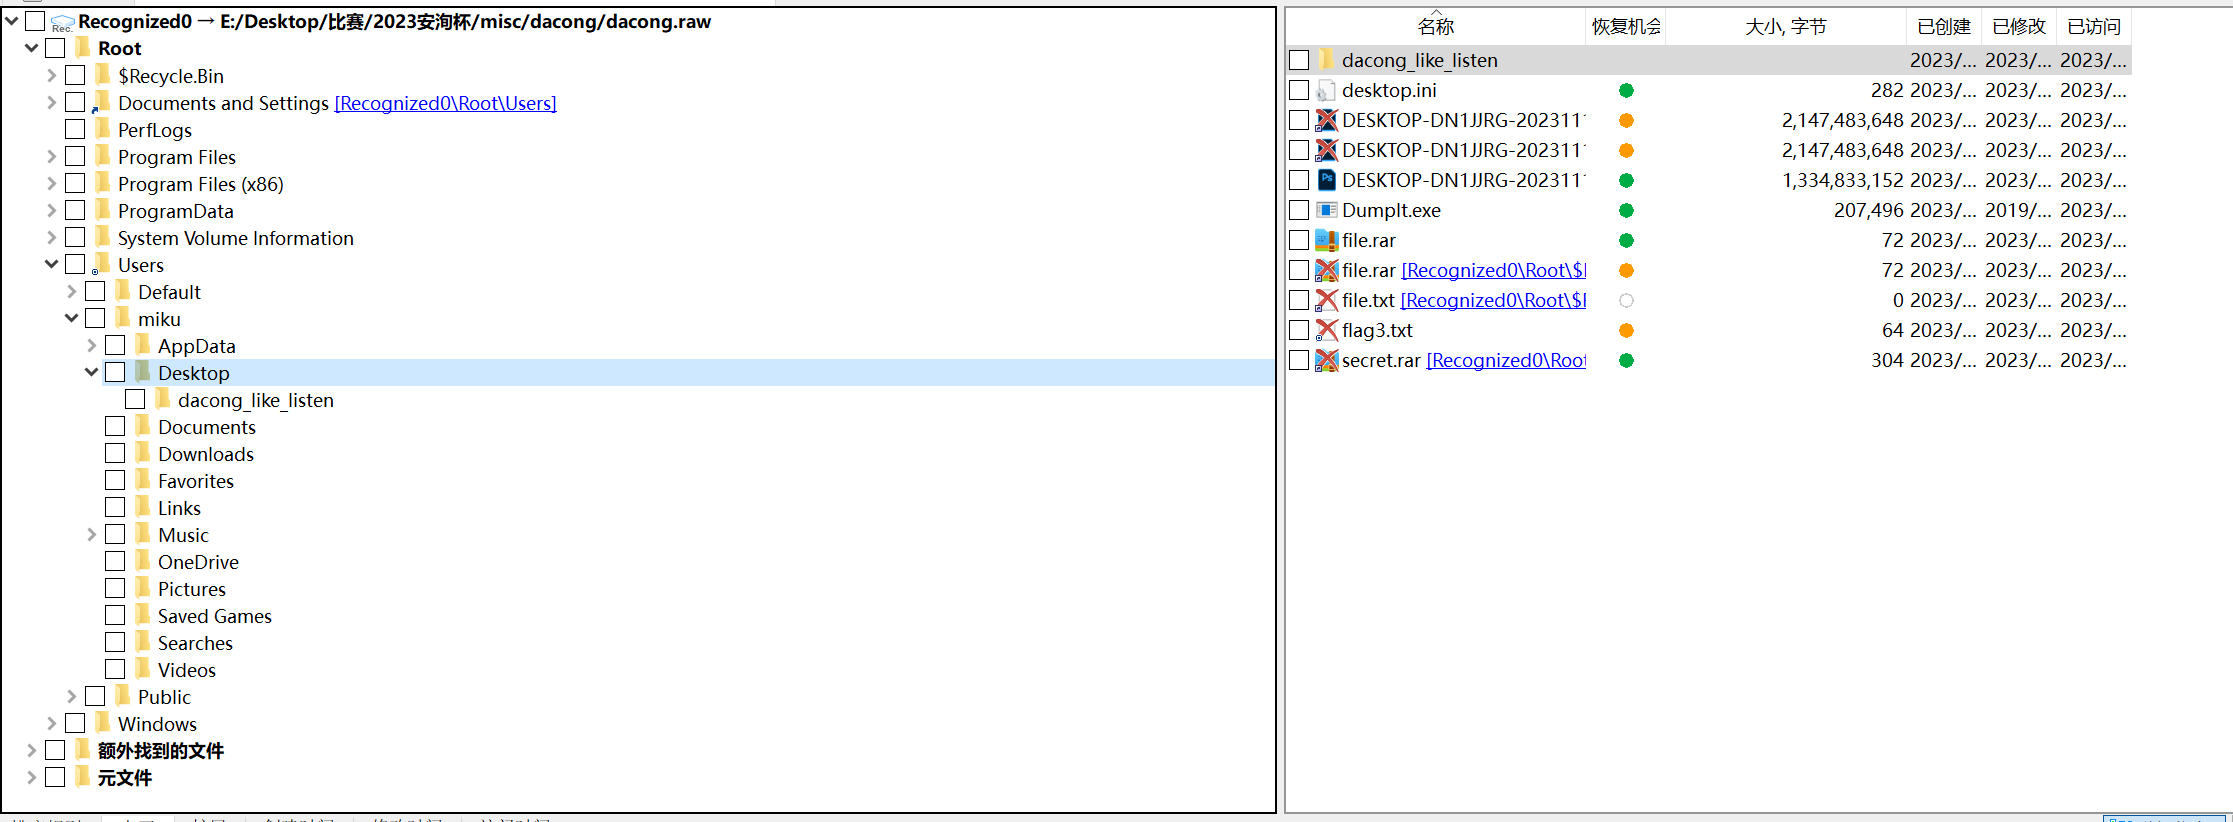 Recognized0 → E:/Desktop/比赛/2023安洵杯/misc/dacong/dacong.raw
Rec.
Root
$Recycle.Bin
Documents and Settings [Recognized0\Root\Users]
PerfLogs
Program Files
Program Files (x86)
ProgramData
System Volume Information
Users
Default
miku
AppData
Desktop
dacong_like_listen
Documents
Downloads
Favorites
Links
Music
OneDrive
Pictures
Saved Games
Searches
Videos
Public
Windows
额外找到的文件
元文件
名称 恢复机会 大小, 字节 已创建 已修改 已访问
dacong_like_listen 2023/... 2023/... 2023/...
desktop.ini 282 2023/... 2023/... 2023/...
DESKTOP-DN1JJRG-2023111 2,147,483,648 2023/... 2023/... 2023/...
DESKTOP-DN1JJRG-2023111 2,147,483,648 2023/... 2023/... 2023/...
DESKTOP-DN1JJRG-2023111 1,334,833,152 2023/... 2023/... 2023/...
DumpIt.exe 207,496 2023/... 2019/... 2023/...
file.rar 72 2023/... 2023/... 2023/...
file.rar [Recognized0\Root\$ 72 2023/... 2023/... 2023/...
file.txt [Recognized0\Root\$ 0 2023/... 2023/... 2023/...
flag3.txt 64 2023/... 2023/... 2023/...
secret.rar [Recognized0\Root 304 2023/... 2023/... 2023/...